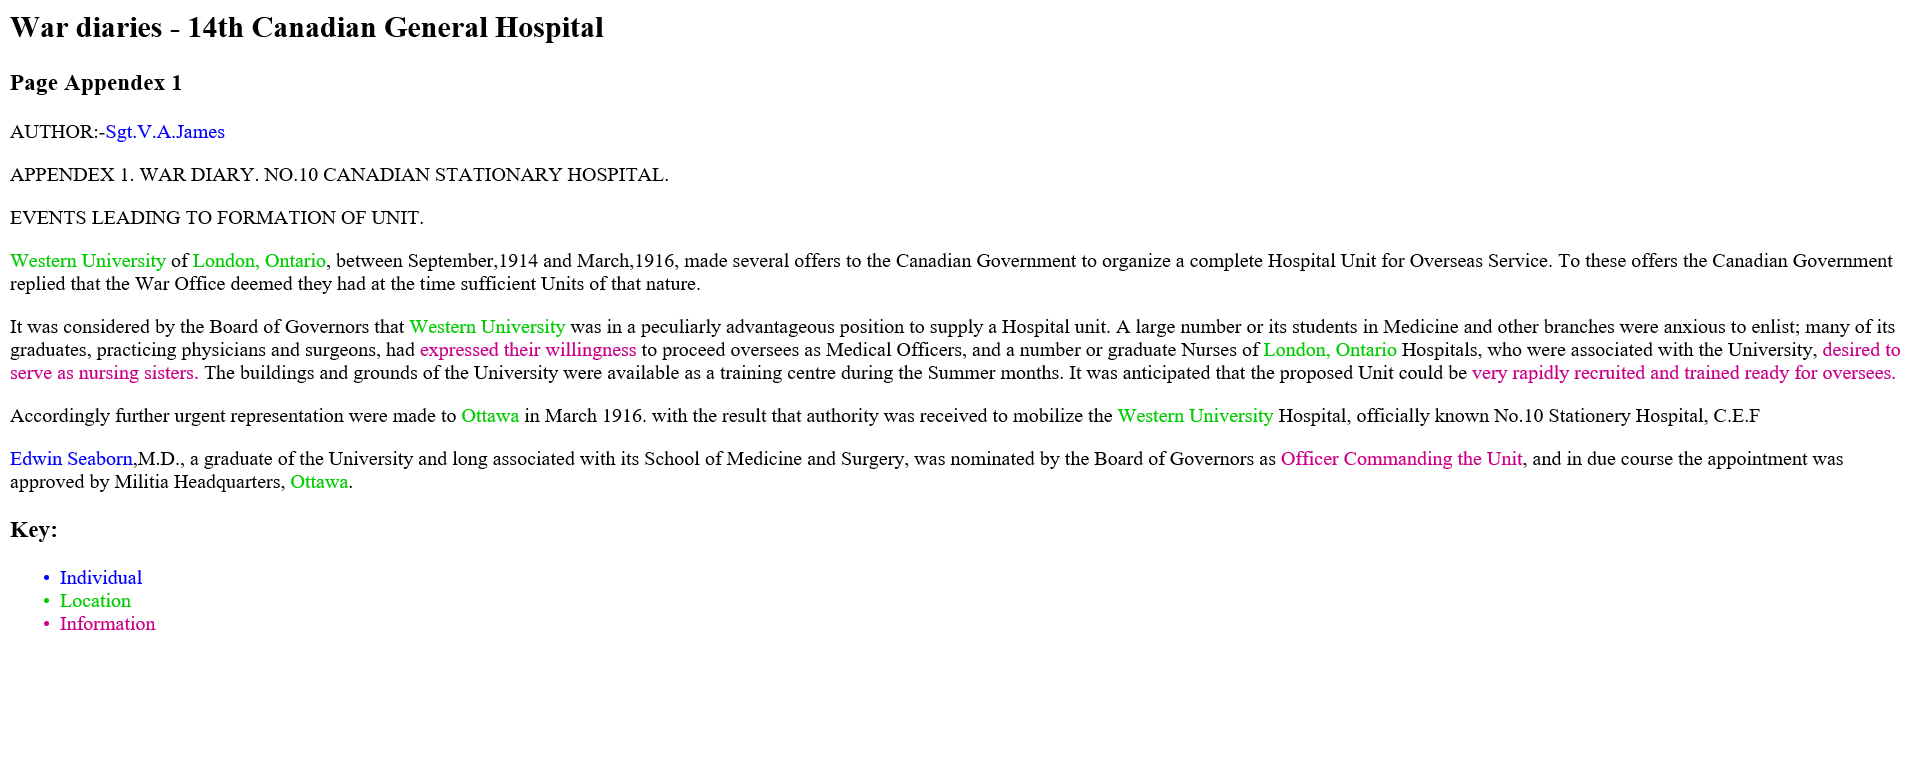 War diaries - 14th Canadian General Hospital
Page Appendex 1
AUTHOR:-Sgt.V.A.James
APPENDEX 1. WAR DIARY. NO.10 CANADIAN STATIONARY HOSPITAL.
EVENTS LEADING TO FORMATION OF UNIT.
Western University of London, Ontario, between September,1914 and March,1916, made several offers to the Canadian Government to organize a complete Hospital Unit for Overseas Service. To these offers the Canadian Government
replied that the War Office deemed they had at the time sufficient Units of that nature.
It was considered by the Board of Governors that Western University was in a peculiarly advantageous position to supply a Hospital unit. A large number or its students in Medicine and other branches were anxious to enlist; many of its
graduates, practicing physicians and surgeons, had expressed their willingness to proceed oversees as Medical Officers, and a number or graduate Nurses of London, Ontario Hospitals, who were associated with the University, desired to
serve as nursing sisters. The buildings and grounds of the University were available as a training centre during the Summer months. It was anticipated that the proposed Unit could be very rapidly recruited and trained ready for oversees.
Accordingly further urgent representation were made to Ottawa in March 1916. with the result that authority was received to mobilize the Western University Hospital, officially known No.10 Stationery Hospital, C.E.F
Edwin Seaborn,M.D., a graduate of the University and long associated with its School of Medicine and Surgery, was nominated by the Board of Governors as Officer Commanding the Unit, and in due course the appointment was
approved by Militia Headquarters, Ottawa.
Key:
• Individual
• Location
• Information